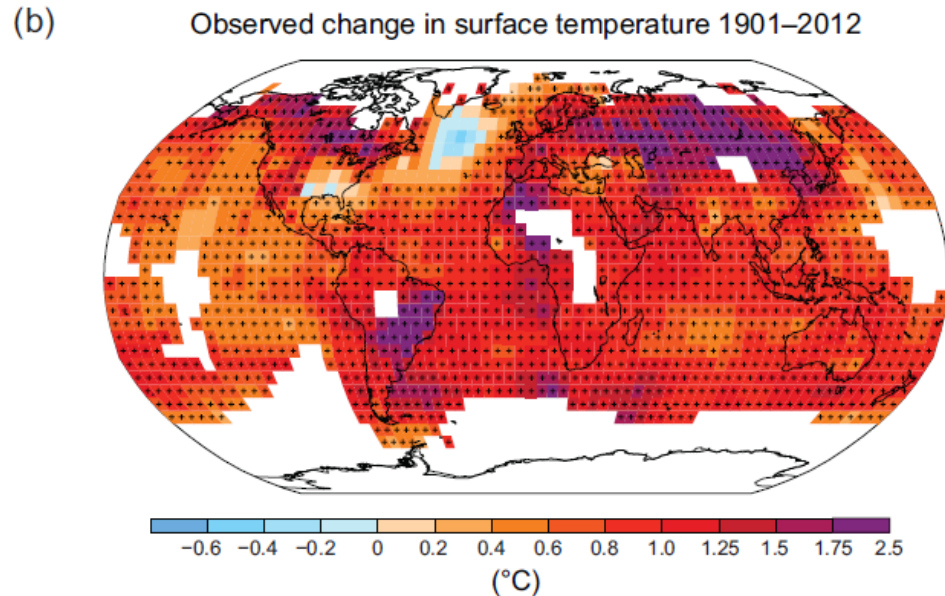 (b) Observed change in surface temperature 1901–2012
−0.6 −0.4 −0.2 0 0.2 0.4 0.6 0.8 1.0 1.25 1.5 1.75 2.5
(°C)